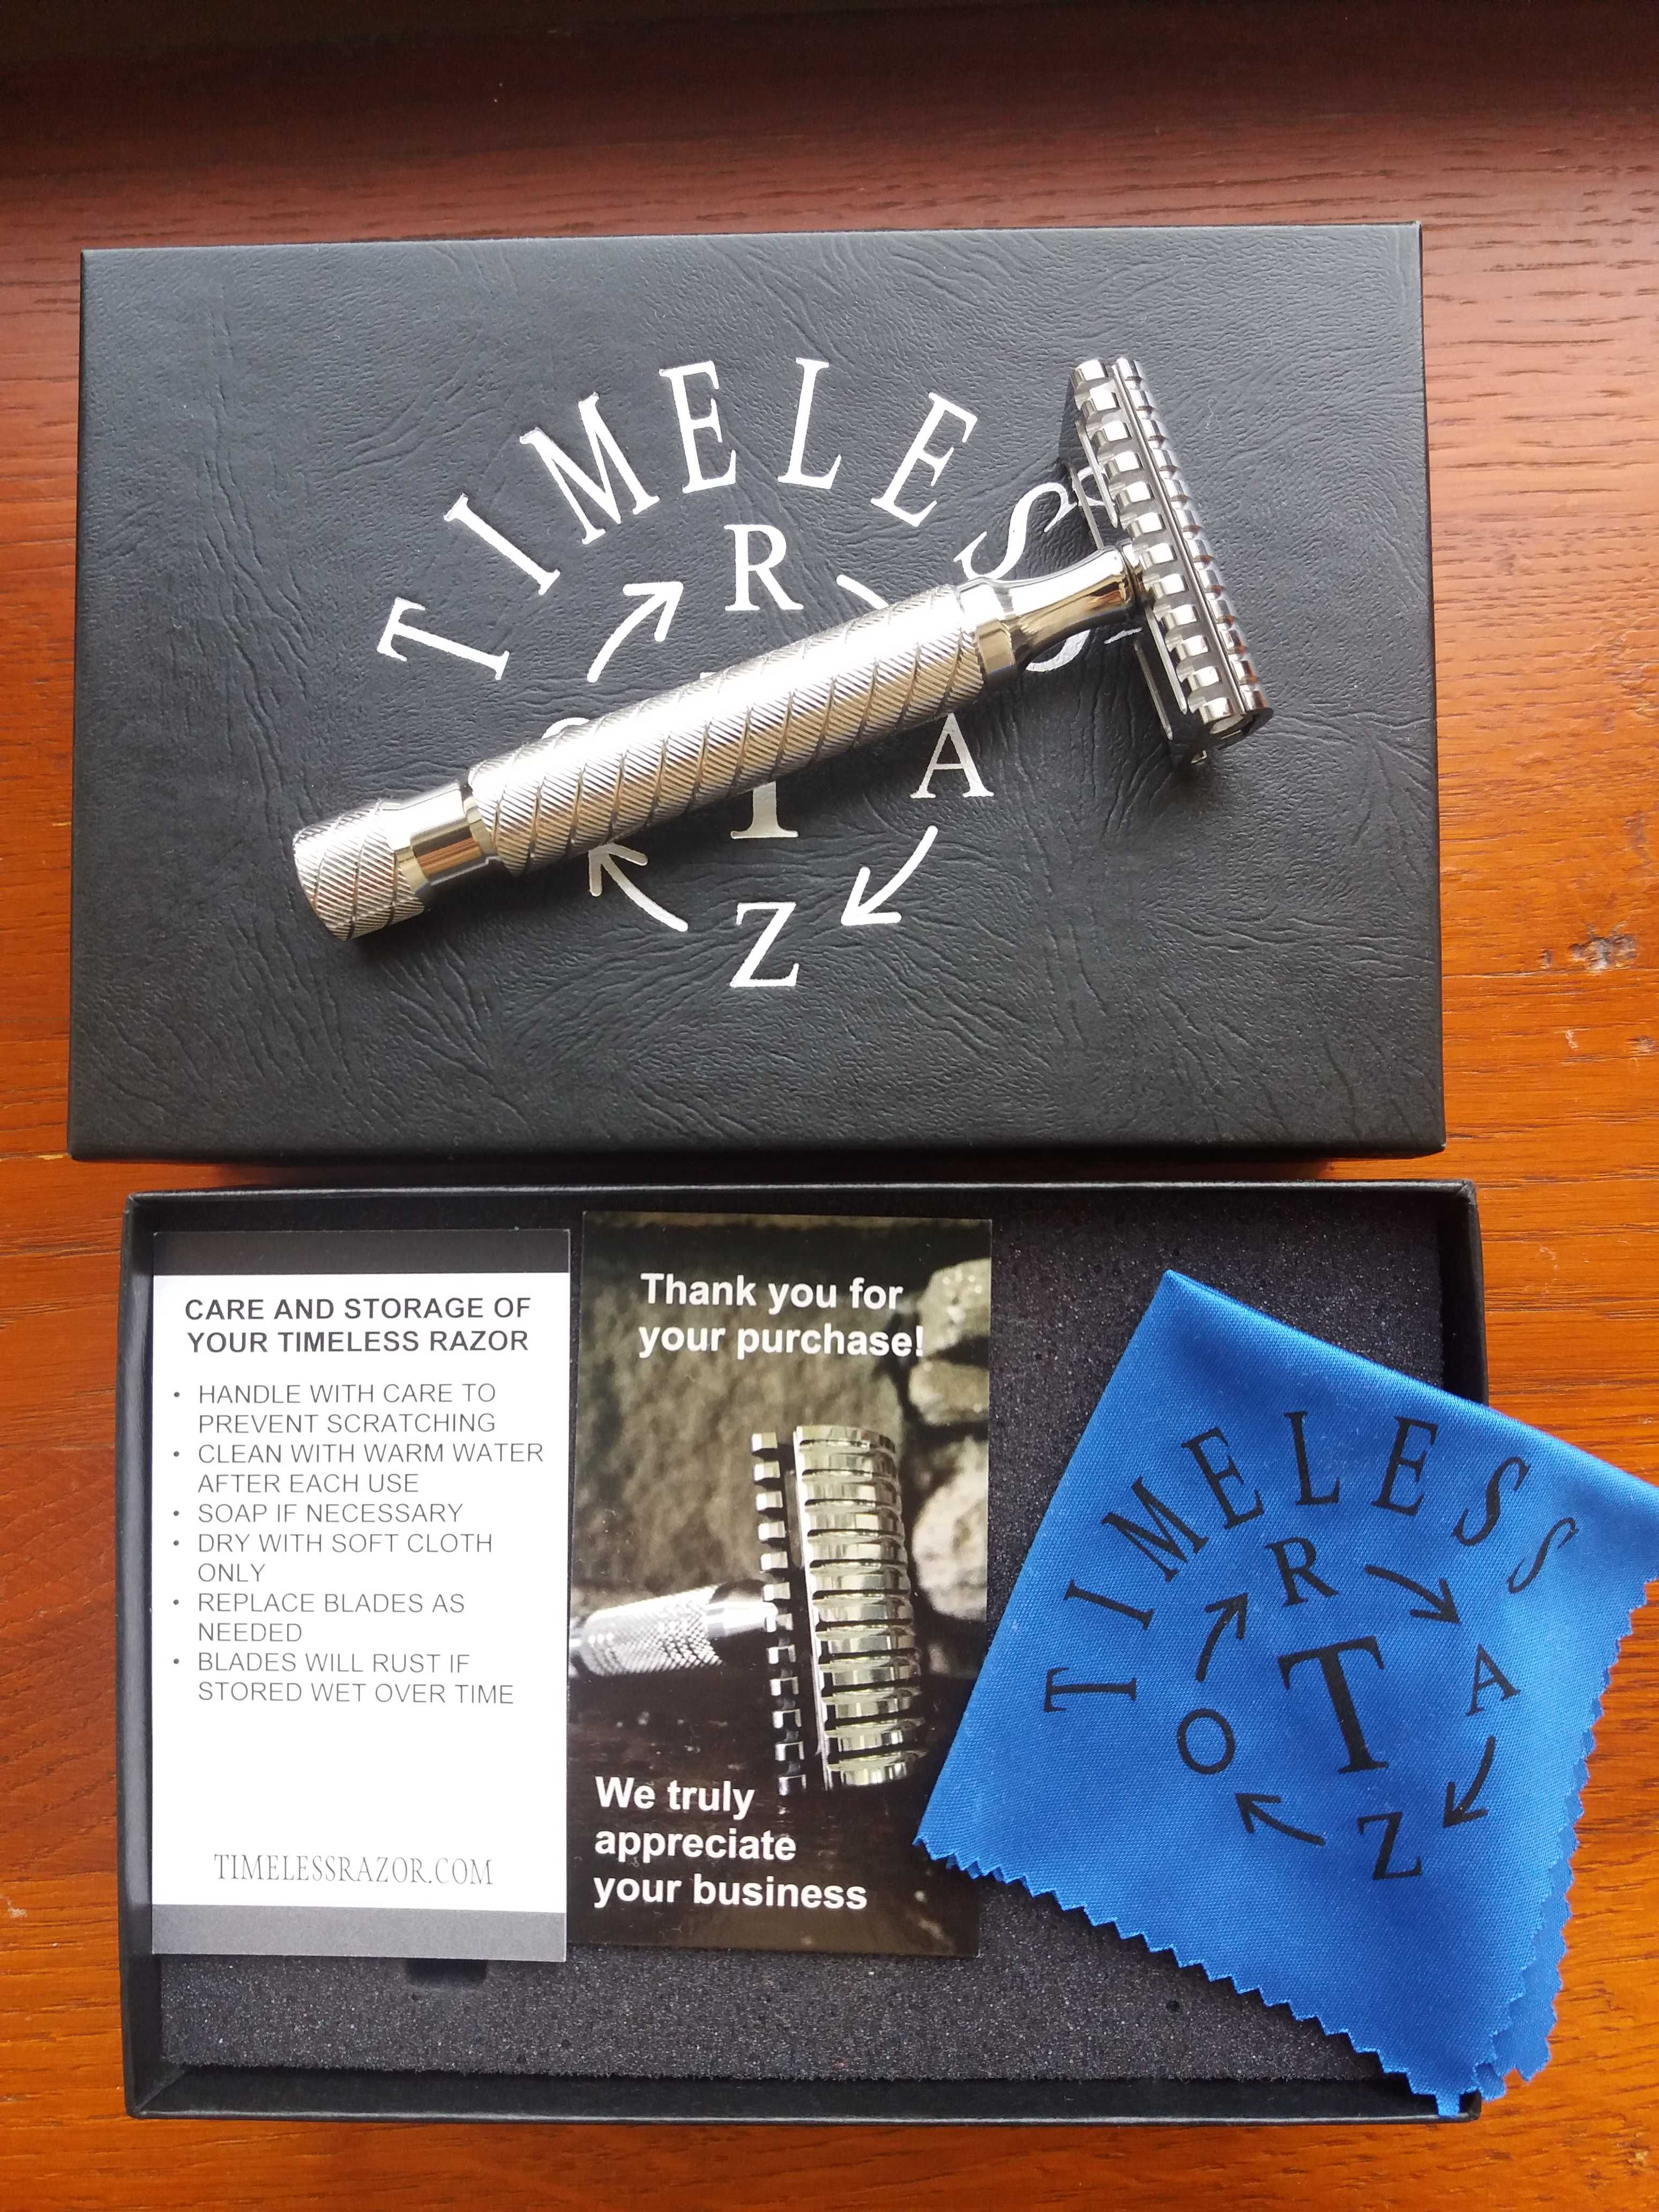 TIMELESS
R
A
T
Z
CARE AND STORAGE OF
YOUR TIMELESS RAZOR
• HANDLE WITH CARE TO
PREVENT SCRATCHING
• CLEAN WITH WARM WATER
AFTER EACH USE
• SOAP IF NECESSARY
• DRY WITH SOFT CLOTH
ONLY
• REPLACE BLADES AS
NEEDED
• BLADES WILL RUST IF
STORED WET OVER TIME
TIMELESSRAZOR.COM
Thank you for
your purchase!
We truly
appreciate
your business
TIMELESS
R
A
T
O
Z